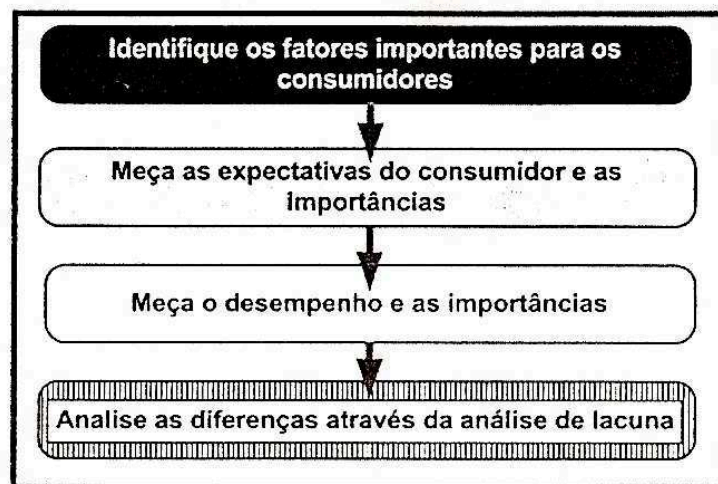 Identifique os fatores importantes para os
consumidores
Meça as expectativas do consumidor e as
importâncias
Meça o desempenho e as importâncias
Analise as diferenças através da análise de lacuna